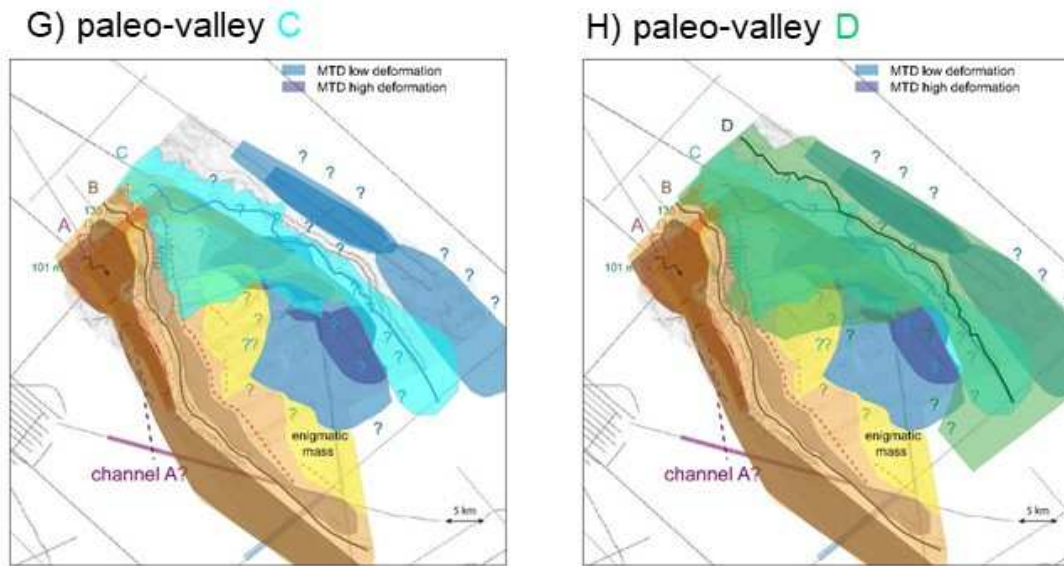 G) paleo-valley C
MTD low deformation
MTD high deformation
C
B
A
101 m
?
?
?
?
?
?
?
?
?
?
??
?
?
?
?
?
?
?
enigmatic
mass
channel A?
5 km
H) paleo-valley D
MTD low deformation
MTD high deformation
D
C
B
A
101 m
?
?
?
?
?
?
?
?
?
?
??
?
?
?
?
?
?
?
enigmatic
mass
channel A?
5 km